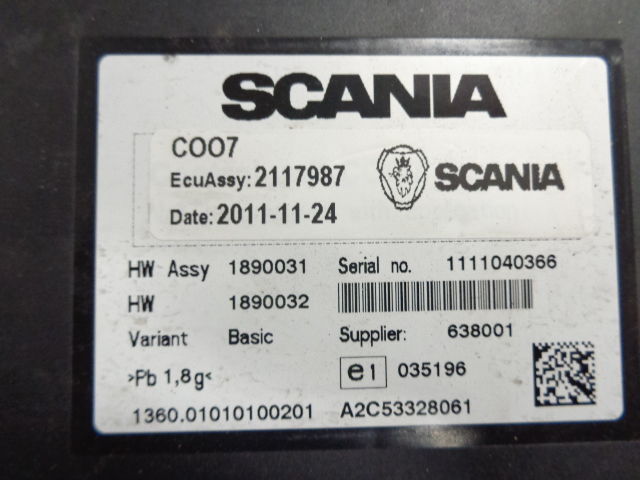 SCANIA
COO7
EcuAssy: 2117987
SCANIA
Date: 2011-11-24
HW Assy 1890031 Serial no. 1111040366
HW 1890032
Variant Basic Supplier: 638001
>Pb 1,8g< e1 035196
1360.01010100201 A2C53328061